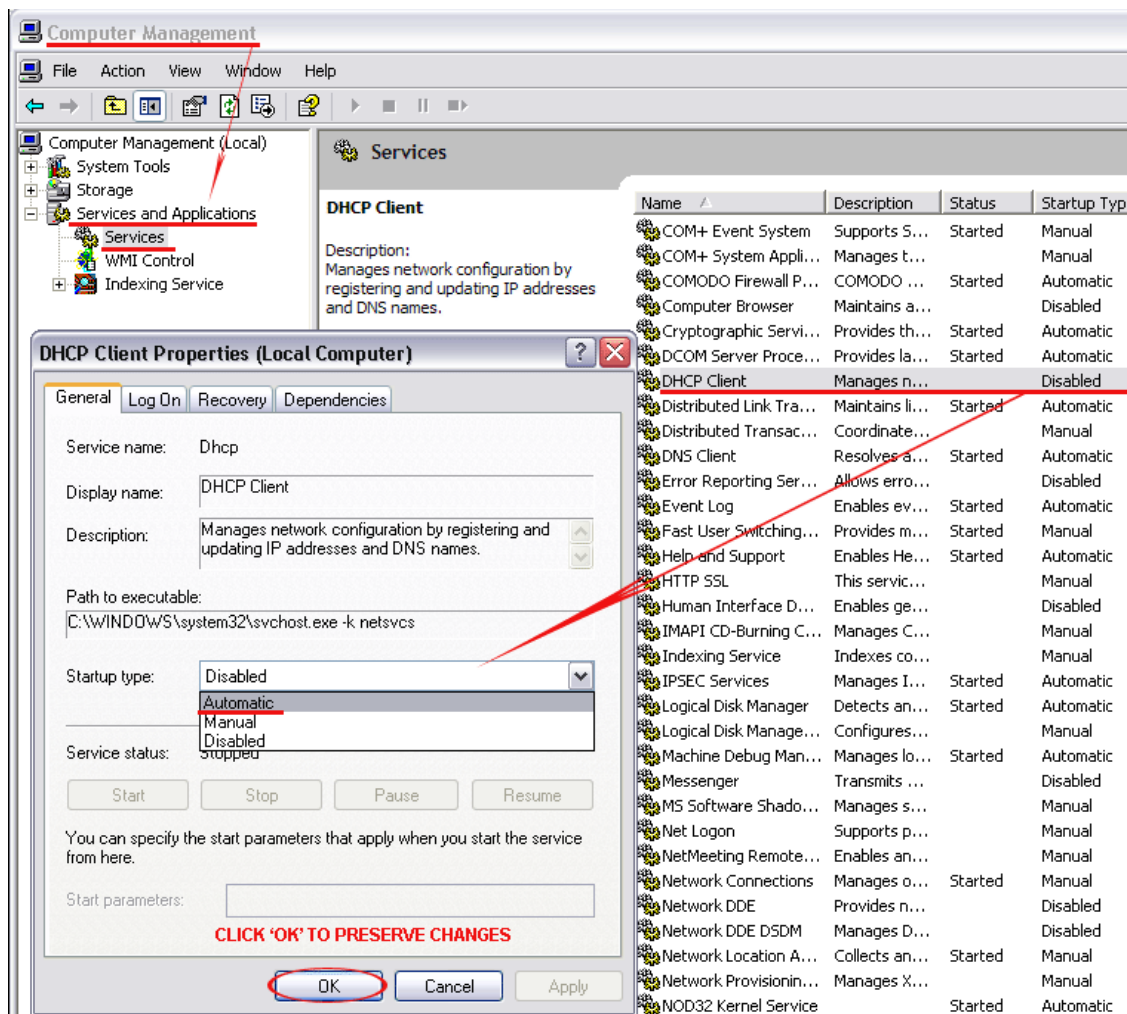 Computer Management
File Action View Window Help
Computer Management (Local)
System Tools
Storage
Services and Applications
Services
WMI Control
Indexing Service
Services
DHCP Client
Description:
Manages network configuration by
registering and updating IP addresses
and DNS names.
Name Description Status Startup Typ
COM+ Event System Supports S... Started Manual
COM+ System Appli... Manages t... Manual
COMODO Firewall P... COMODO ... Started Automatic
Computer Browser Maintains a... Disabled
Cryptographic Servi... Provides th... Started Automatic
DCOM Server Proce... Provides la... Started Automatic
DHCP Client Manages n... Disabled
Distributed Link Tra... Maintains li... Started Automatic
Distributed Transac... Coordinate... Manual
DNS Client Resolves a... Started Automatic
Error Reporting Ser... Allows erro... Disabled
Event Log Enables ev... Started Automatic
Fast User Switching... Provides m... Started Manual
Help and Support Enables He... Started Automatic
HTTP SSL This servic... Manual
Human Interface D... Enables ge... Disabled
IMAPI CD-Burning C... Manages C... Manual
Indexing Service Indexes co... Manual
IPSEC Services Manages I... Started Automatic
Logical Disk Manager Detects an... Started Automatic
Logical Disk Manage... Configures... Manual
Machine Debug Man... Manages lo... Started Automatic
Messenger Transmits ... Disabled
MS Software Shado... Manages s... Manual
Net Logon Supports p... Manual
NetMeeting Remote... Enables an... Manual
Network Connections Manages o... Started Manual
Network DDE Provides n... Disabled
Network DDE DSDM Manages D... Disabled
Network Location A... Collects an... Started Manual
Network Provisionin... Manages X... Manual
NOD32 Kernel Service Started Automatic
DHCP Client Properties (Local Computer)
General Log On Recovery Dependencies
Service name: Dhcp
Display name: DHCP Client
Description: Manages network configuration by registering and
updating IP addresses and DNS names.
Path to executable:
C:\WINDOWS\system32\svchost.exe -k netsvcs
Startup type: Disabled
Automatic
Manual
Disabled
Service status: Stopped
Start Stop Pause Resume
You can specify the start parameters that apply when you start the service
from here.
Start parameters:
CLICK ‘OK’ TO PRESERVE CHANGES
OK Cancel Apply